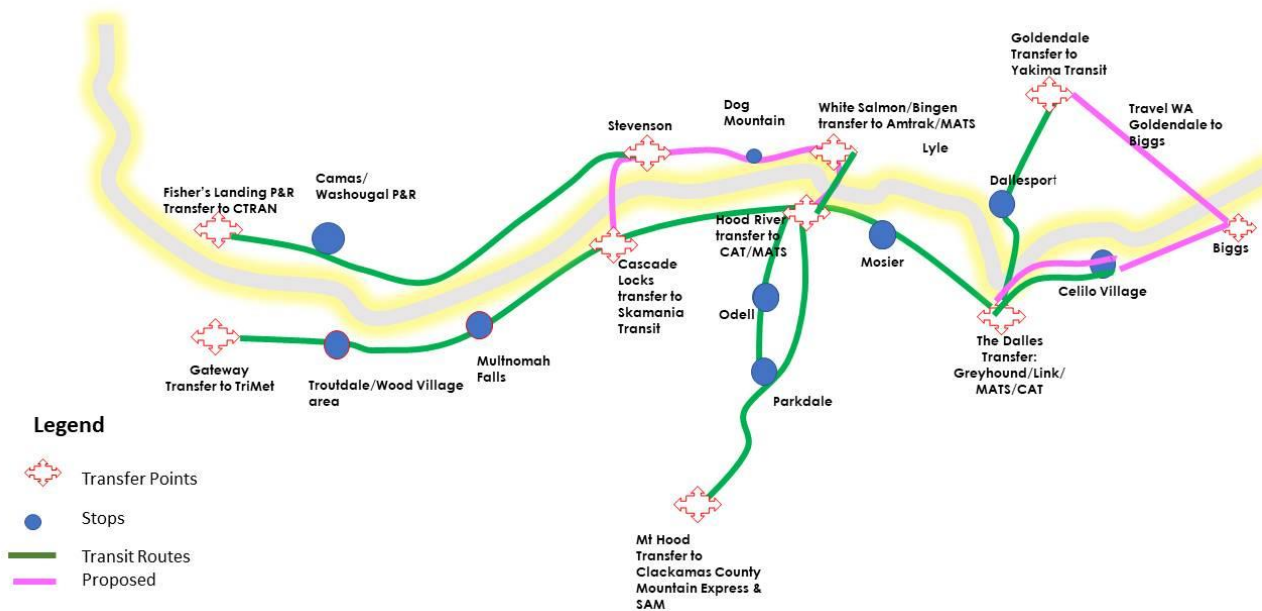 Goldendale
Transfer to
Yakima Transit
Dog
Mountain
White Salmon/Bingen
transfer to Amtrak/MATS
Travel WA
Goldendale to
Biggs
Stevenson
Lyle
Camas/
Washougal P&R
Fisher's Landing P&R
Transfer to CTRAN
Dallesport
Hood River
transfer to
CAT/MATS
Mosier
Biggs
Cascade
Locks
transfer to
Skamania
Transit
Celilo Village
Odell
The Dalles
Transfer:
Greyhound/Link/
MATS/CAT
Multnomah
Falls
Gateway
Transfer to TriMet
Troutdale/Wood Village
area
Parkdale
Legend
Transfer Points
Stops
Transit Routes
Proposed
Mt Hood
Transfer to
Clackamas County
Mountain Express &
SAM